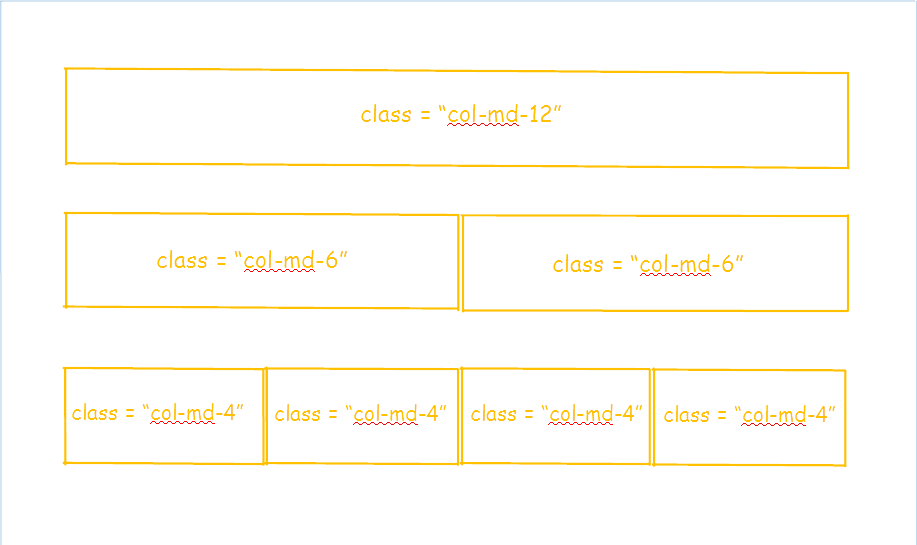 class = “col-md-12”
class = “col-md-6” class = “col-md-6”
class = “col-md-4” class = “col-md-4” class = “col-md-4” class = “col-md-4”